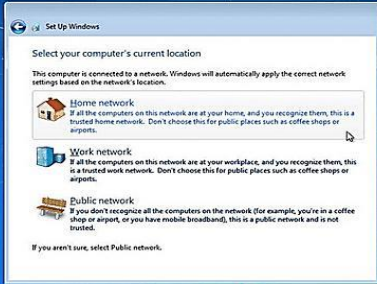 Set Up Windows
Select your computer's current location
This computer is connected to a network. Windows will automatically apply the correct network
settings based on the network's location.
Home network
If all the computers on this network are at your home, and you recognize them, this is a
trusted home network. Don't choose this for public places such as coffee shops or
airports.
Work network
If all the computers on this network are at your workplace, and you recognize them, this
is a trusted work network. Don't choose this for public places such as coffee shops or
airports.
Public network
If you don't recognize all the computers on the network (for example, you're in a coffee
shop or airport, or you have mobile broadband), this is a public network and is not
trusted.
If you aren't sure, select Public network.